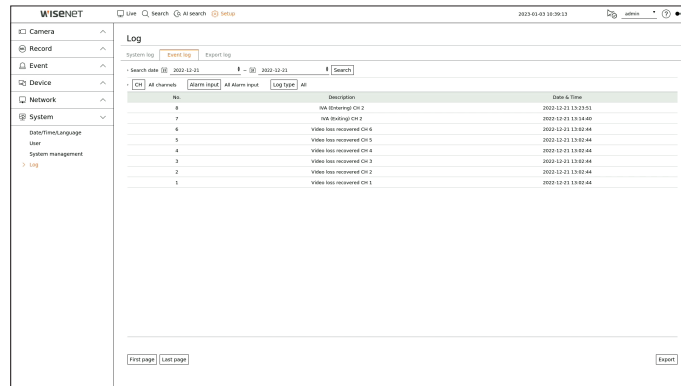 WISENET
Live Search AI search Setup
2023-01-03 10:39:13 admin ?
Camera
Record
Event
Device
Network
System
Date/Time/Language
User
System management
> Log
Log
System log Event log Export log
Search date 2022-12-21 ~ 2022-12-21 Search
CH All channels Alarm input All Alarm input Log type All
No. Description Date & Time
8 IVA (Entering) CH 2 2022-12-21 13:23:51
7 IVA (Exiting) CH 2 2022-12-21 13:14:40
6 Video loss recovered CH 6 2022-12-21 13:02:44
5 Video loss recovered CH 5 2022-12-21 13:02:44
4 Video loss recovered CH 4 2022-12-21 13:02:44
3 Video loss recovered CH 3 2022-12-21 13:02:44
2 Video loss recovered CH 2 2022-12-21 13:02:44
1 Video loss recovered CH 1 2022-12-21 13:02:44
First page Last page Export